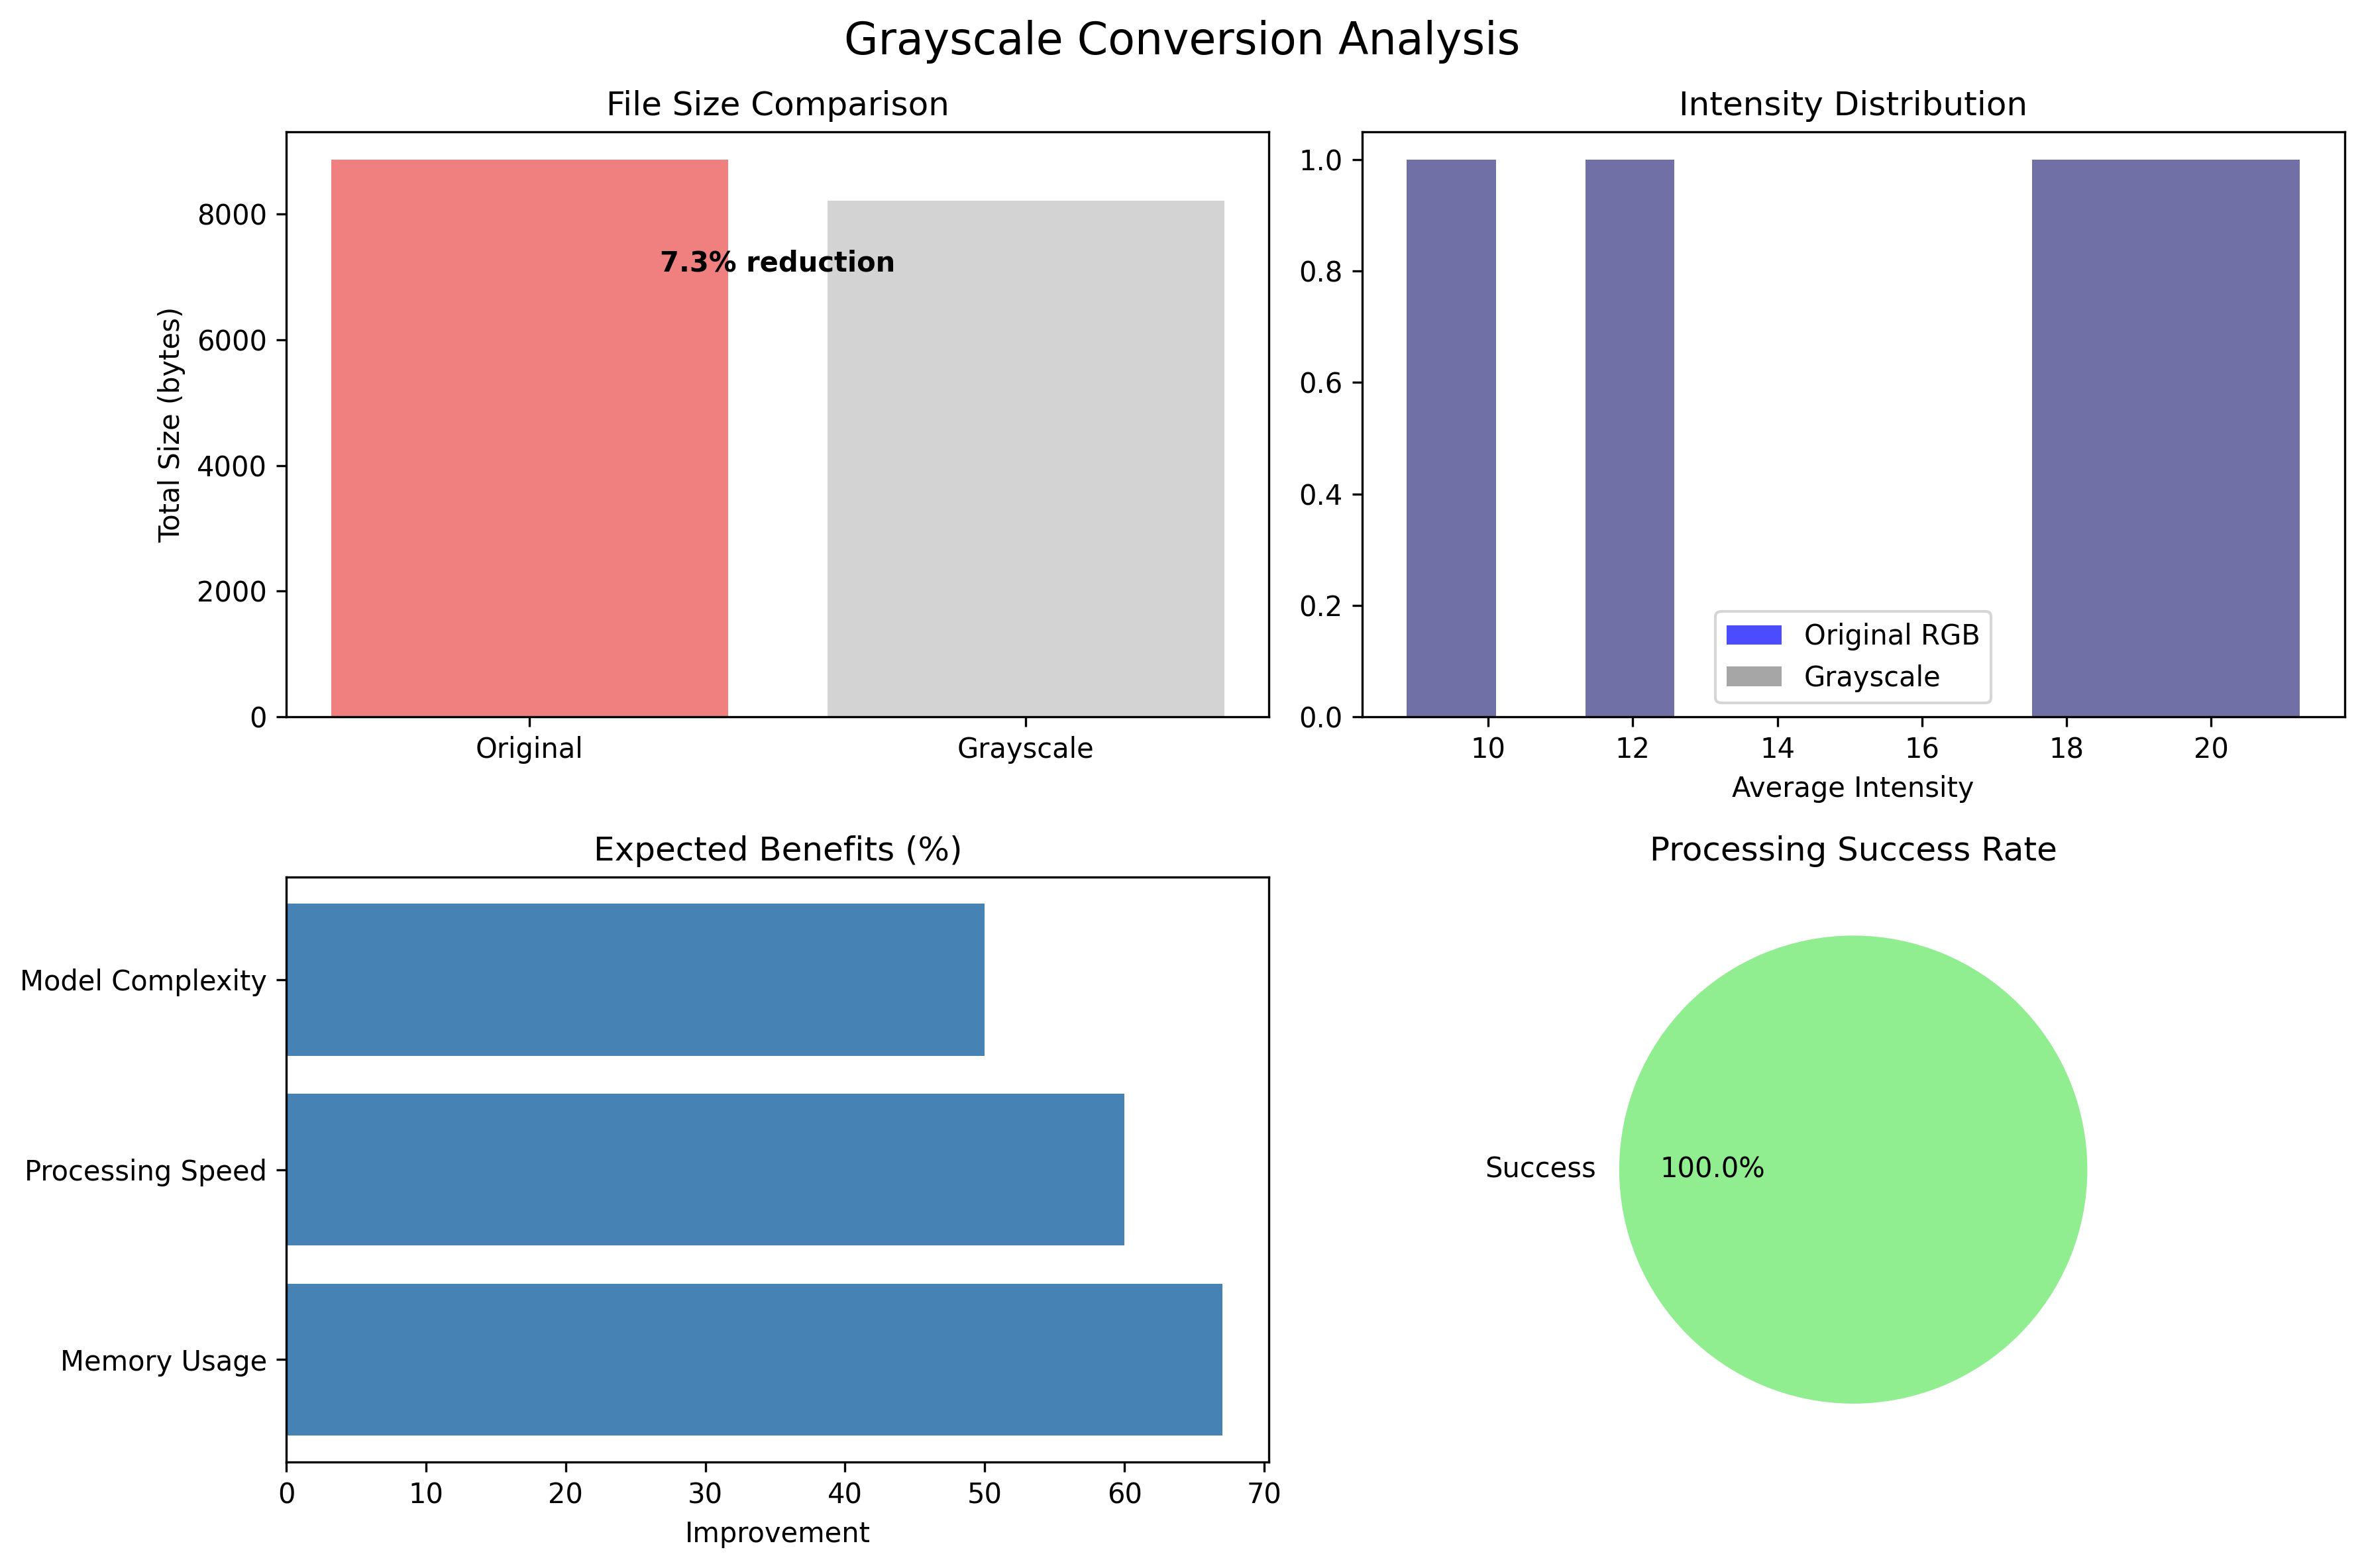 Grayscale Conversion Analysis
File Size Comparison
Total Size (bytes)
8000
6000
4000
2000
0
7.3% reduction
Original
Grayscale
Intensity Distribution
1.0
0.8
0.6
0.4
0.2
0.0
Original RGB
Grayscale
10 12 14 16 18 20
Average Intensity
Expected Benefits (%)
Model Complexity
Processing Speed
Memory Usage
0 10 20 30 40 50 60 70
Improvement
Processing Success Rate
Success
100.0%